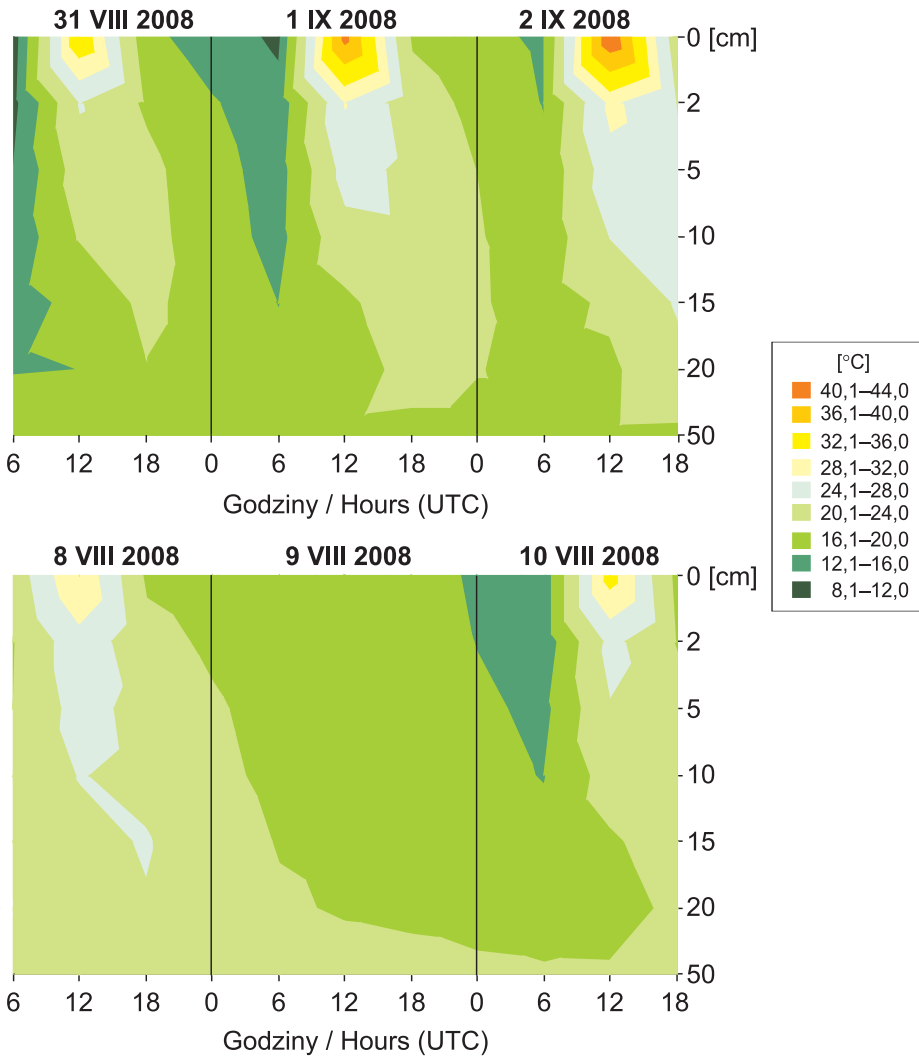 31 VIII 2008 1 IX 2008 2 IX 2008
0 [cm]
2
5
10
15
20
50
6 12 18 0 6 12 18 0 6 12 18
Godziny / Hours (UTC)
[°C]
40,1–44,0
36,1–40,0
32,1–36,0
28,1–32,0
24,1–28,0
20,1–24,0
16,1–20,0
12,1–16,0
8,1–12,0
8 VIII 2008 9 VIII 2008 10 VIII 2008
0 [cm]
2
5
10
15
20
50
6 12 18 0 6 12 18 0 6 12 18
Godziny / Hours (UTC)